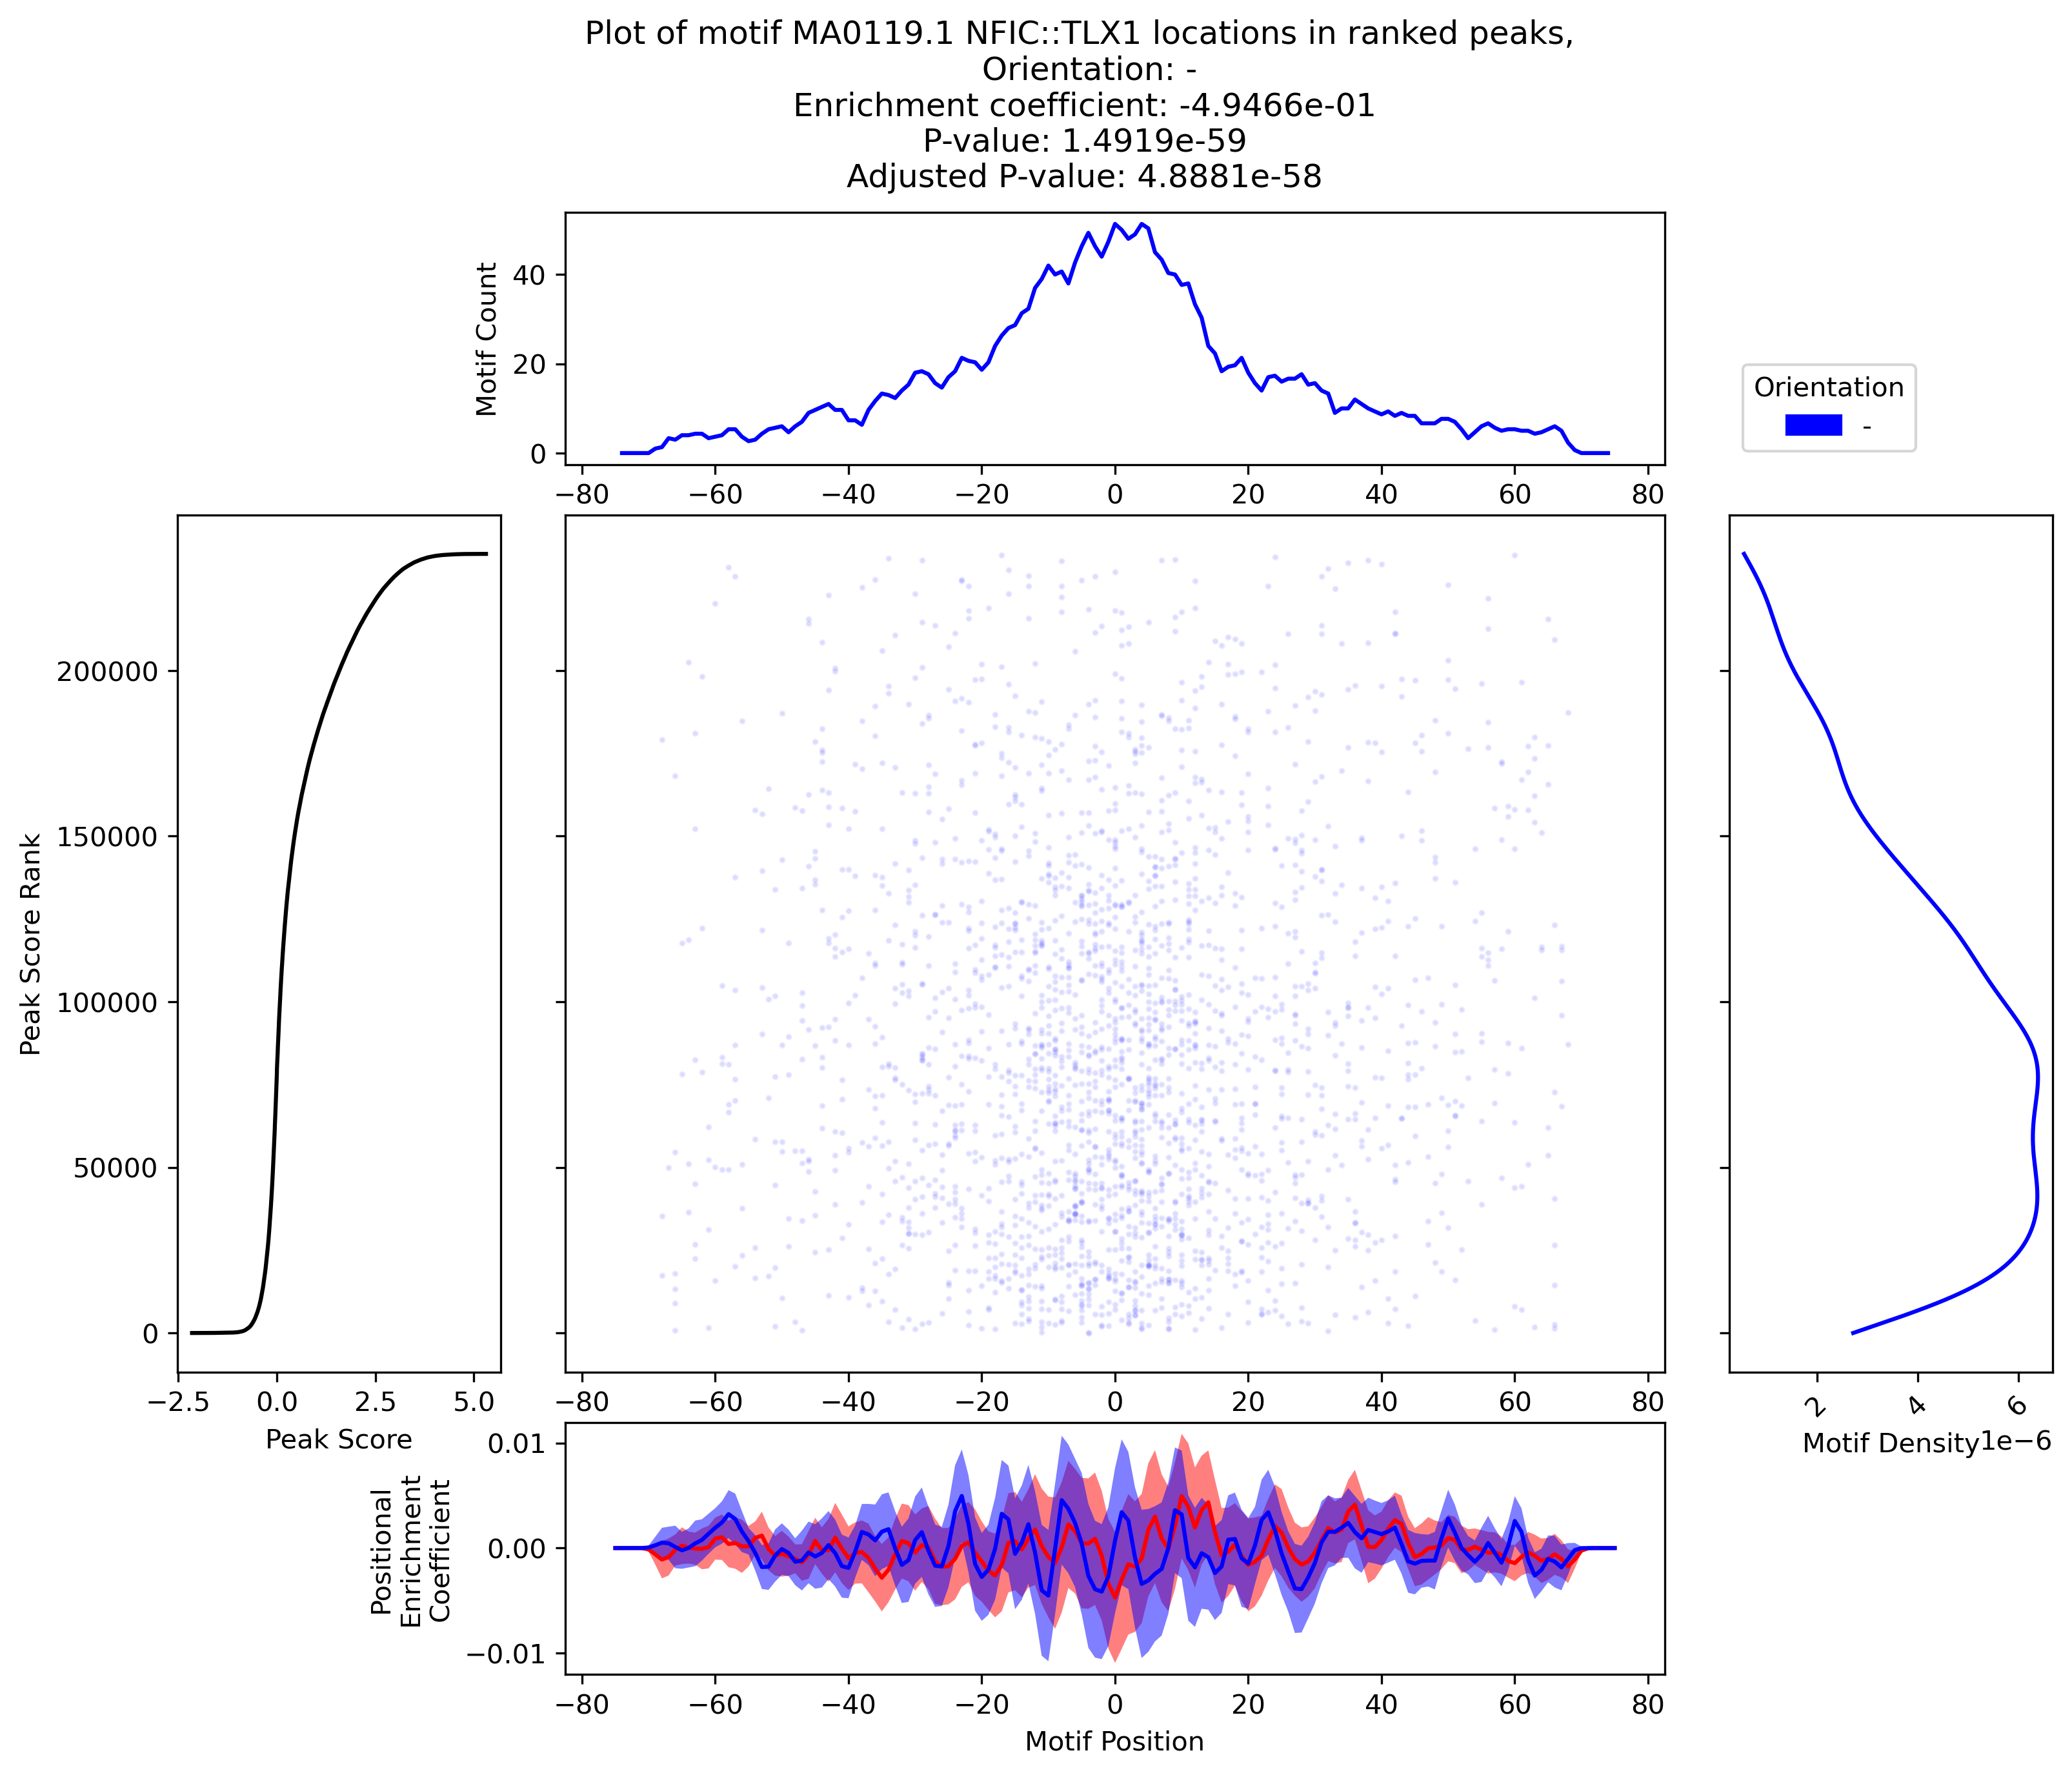 Plot of motif MA0119.1 NFIC::TLX1 locations in ranked peaks,
Orientation: -
Enrichment coefficient: -4.9466e-01
P-value: 1.4919e-59
Adjusted P-value: 4.8881e-58
Motif Count
40
20
0
−80 −60 −40 −20 0 20 40 60 80
Orientation
-
Peak Score Rank
200000
150000
100000
50000
0
−2.5 0.0 2.5 5.0
Peak Score
−80 −60 −40 −20 0 20 40 60 80
2 4 6
Motif Density
1e−6
Positional
Enrichment
Coefficient
0.01
0.00
−0.01
−80 −60 −40 −20 0 20 40 60 80
Motif Position